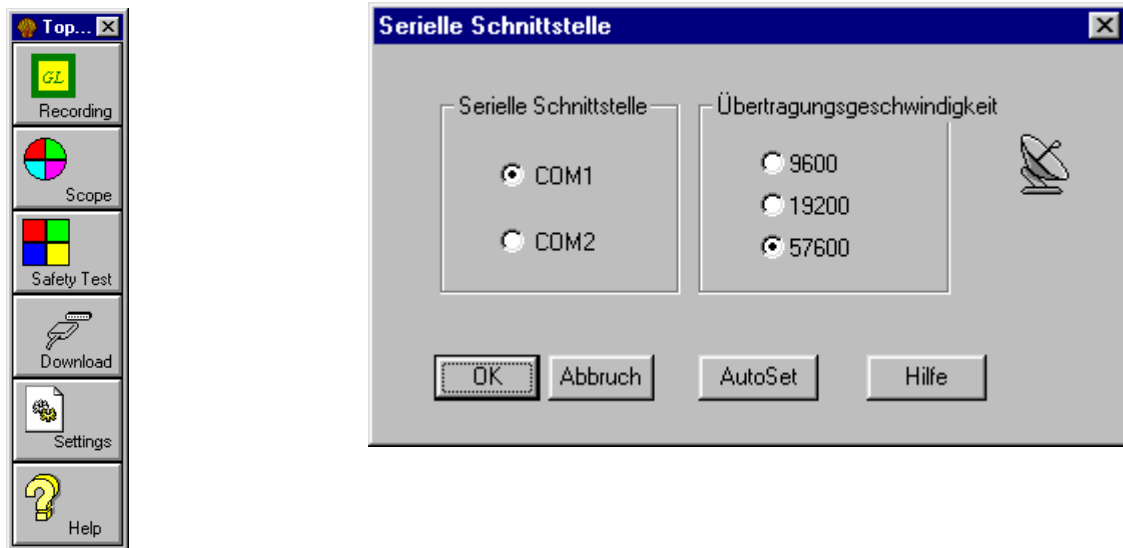 Top...
GL
Recording
Scope
Safety Test
Download
Settings
Help
Serielle Schnittstelle
Serielle Schnittstelle
COM1
COM2
Übertragungsgeschwindigkeit
9600
19200
57600
OK
Abbruch
AutoSet
Hilfe